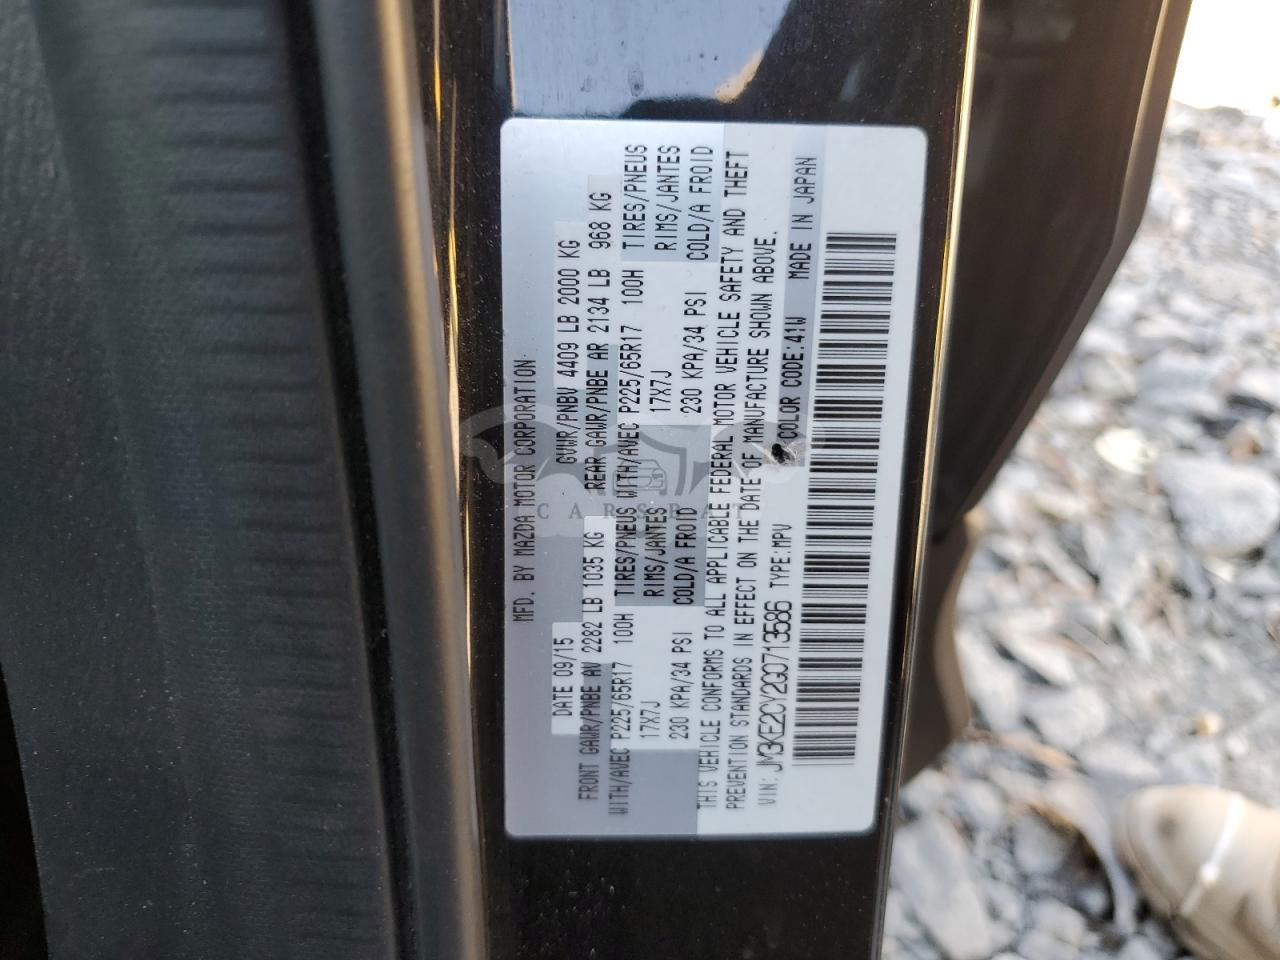 MFD. BY MAZDA MOTOR CORPORATION
DATE 09/15 GVWR/PNBV 4409 LB 2000 KG
FRONT GAWR/PNBE AV 2282 LB 1035 KG REAR GAWR/PNBE AR 2134 LB 968 KG
WITH/AVEC P225/65R17 100H TIRES/PNEUS WITH/AVEC P225/65R17 100H TIRES/PNEUS
17X7J RIMS/JANTES 17X7J RIMS/JANTES
230 KPA/34 PSI COLD/A FROID 230 KPA/34 PSI COLD/A FROID
THIS VEHICLE CONFORMS TO ALL APPLICABLE FEDERAL MOTOR VEHICLE SAFETY AND THEFT
PREVENTION STANDARDS IN EFFECT ON THE DATE OF MANUFACTURE SHOWN ABOVE.
VIN: JM3KE2CY2G0713586 TYPE:MPV COLOR CODE:41W MADE IN JAPAN
CARSBAT